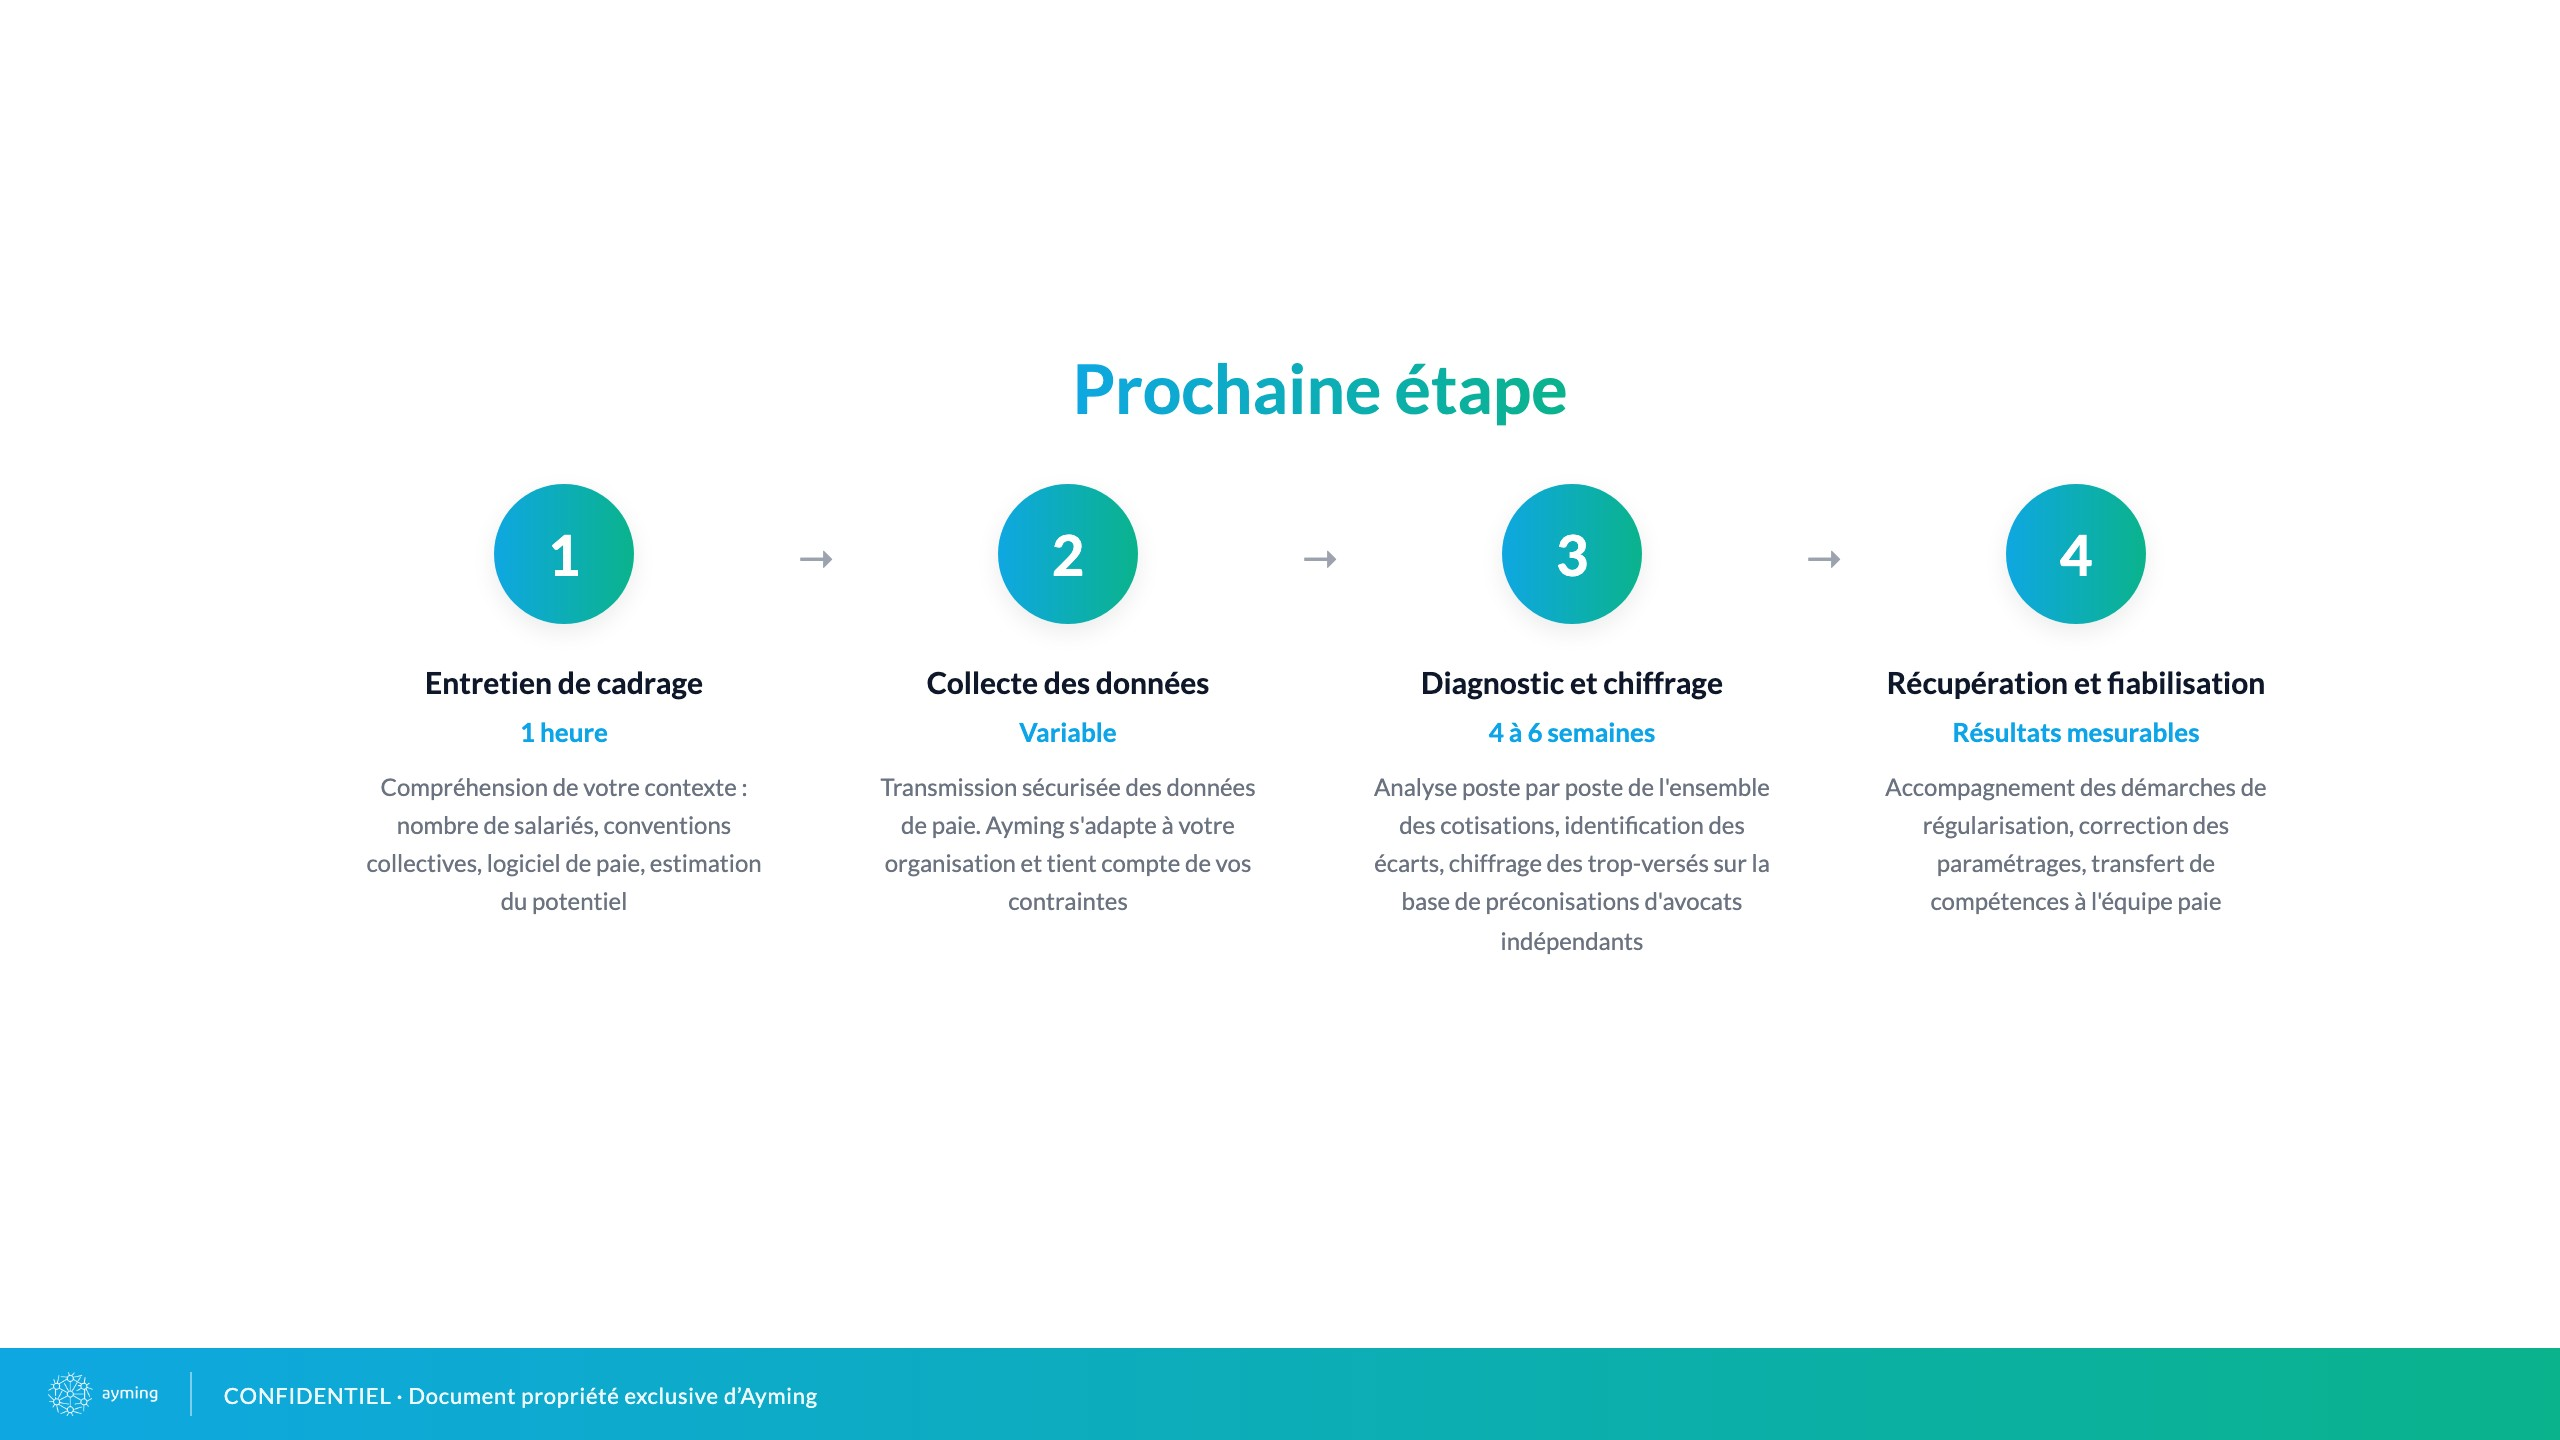 Prochaine étape
1
→
2
→
3
→
4
Entretien de cadrage
1 heure
Compréhension de votre contexte :
nombre de salariés, conventions
collectives, logiciel de paie, estimation
du potentiel
Collecte des données
Variable
Transmission sécurisée des données
de paie. Ayming s'adapte à votre
organisation et tient compte de vos
contraintes
Diagnostic et chiffrage
4 à 6 semaines
Analyse poste par poste de l'ensemble
des cotisations, identification des
écarts, chiffrage des trop-versés sur la
base de préconisations d'avocats
indépendants
Récupération et fiabilisation
Résultats mesurables
Accompagnement des démarches de
régularisation, correction des
paramétrages, transfert de
compétences à l'équipe paie
ayming
CONFIDENTIEL · Document propriété exclusive d’Ayming